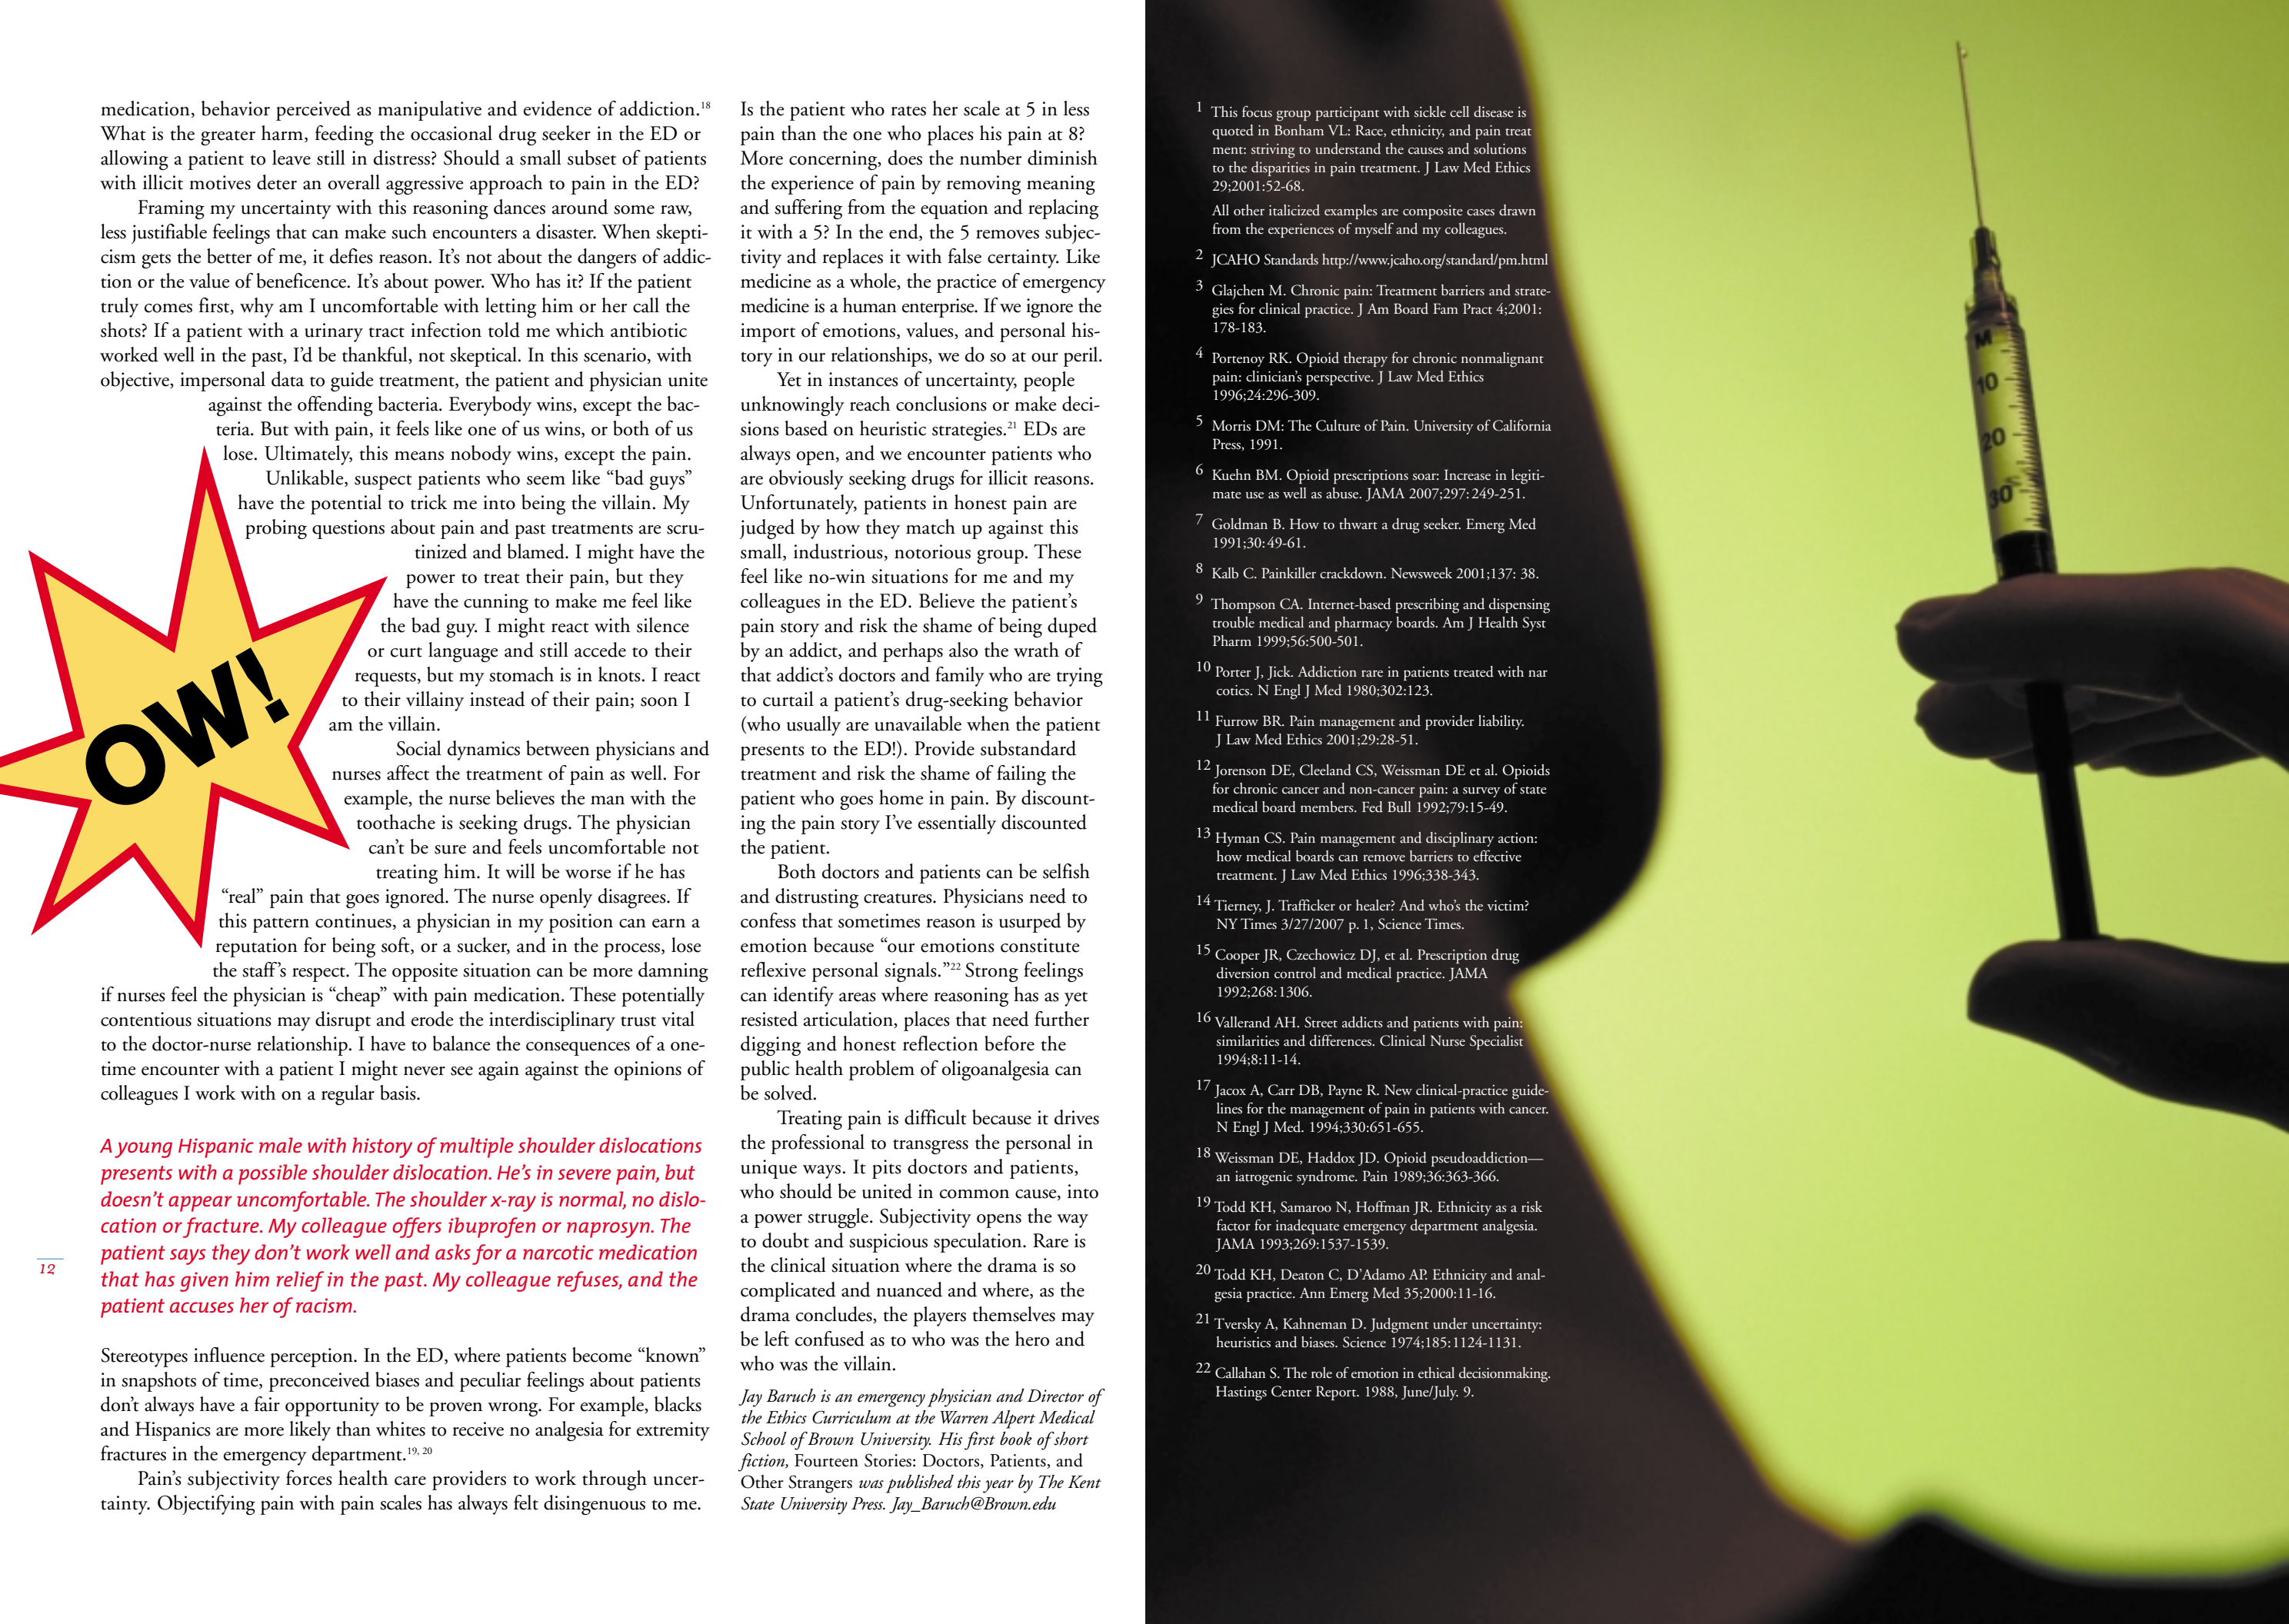 medication, behavior perceived as manipulative and evidence of addiction.18
What is the greater harm, feeding the occasional drug seeker in the ED or
allowing a patient to leave still in distress? Should a small subset of patients
with illicit motives deter an overall aggressive approach to pain in the ED?
Framing my uncertainty with this reasoning dances around some raw,
less justifiable feelings that can make such encounters a disaster. When skepti-
cism gets the better of me, it defies reason. It’s not about the dangers of addic-
tion or the value of beneficence. It’s about power. Who has it? If the patient
truly comes first, why am I uncomfortable with letting him or her call the
shots? If a patient with a urinary tract infection told me which antibiotic
worked well in the past, I’d be thankful, not skeptical. In this scenario, with
objective, impersonal data to guide treatment, the patient and physician unite
against the offending bacteria. Everybody wins, except the bac-
teria. But with pain, it feels like one of us wins, or both of us
lose. Ultimately, this means nobody wins, except the pain.
Unlikable, suspect patients who seem like “bad guys”
have the potential to trick me into being the villain. My
probing questions about pain and past treatments are scru-
tinized and blamed. I might have the
power to treat their pain, but they
have the cunning to make me feel like
the bad guy. I might react with silence
or curt language and still accede to their
requests, but my stomach is in knots. I react
to their villainy instead of their pain; soon I
am the villain.
Social dynamics between physicians and
nurses affect the treatment of pain as well. For
example, the nurse believes the man with the
toothache is seeking drugs. The physician
can’t be sure and feels uncomfortable not
treating him. It will be worse if he has
“real” pain that goes ignored. The nurse openly disagrees. If
this pattern continues, a physician in my position can earn a
reputation for being soft, or a sucker, and in the process, lose
the staff’s respect. The opposite situation can be more damning
if nurses feel the physician is “cheap” with pain medication. These potentially
contentious situations may disrupt and erode the interdisciplinary trust vital
to the doctor-nurse relationship. I have to balance the consequences of a one-
time encounter with a patient I might never see again against the opinions of
colleagues I work with on a regular basis.
OW!
A young Hispanic male with history of multiple shoulder dislocations
presents with a possible shoulder dislocation. He’s in severe pain, but
doesn’t appear uncomfortable. The shoulder x-ray is normal, no dislo-
cation or fracture. My colleague offers ibuprofen or naprosyn. The
patient says they don’t work well and asks for a narcotic medication
that has given him relief in the past. My colleague refuses, and the
patient accuses her of racism.
12
Stereotypes influence perception. In the ED, where patients become “known”
in snapshots of time, preconceived biases and peculiar feelings about patients
don’t always have a fair opportunity to be proven wrong. For example, blacks
and Hispanics are more likely than whites to receive no analgesia for extremity
fractures in the emergency department.19, 20
Pain’s subjectivity forces health care providers to work through uncer-
tainty. Objectifying pain with pain scales has always felt disingenuous to me.
Is the patient who rates her scale at 5 in less
pain than the one who places his pain at 8?
More concerning, does the number diminish
the experience of pain by removing meaning
and suffering from the equation and replacing
it with a 5? In the end, the 5 removes subjec-
tivity and replaces it with false certainty. Like
medicine as a whole, the practice of emergency
medicine is a human enterprise. If we ignore the
import of emotions, values, and personal his-
tory in our relationships, we do so at our peril.
Yet in instances of uncertainty, people
unknowingly reach conclusions or make deci-
sions based on heuristic strategies.21 EDs are
always open, and we encounter patients who
are obviously seeking drugs for illicit reasons.
Unfortunately, patients in honest pain are
judged by how they match up against this
small, industrious, notorious group. These
feel like no-win situations for me and my
colleagues in the ED. Believe the patient’s
pain story and risk the shame of being duped
by an addict, and perhaps also the wrath of
that addict’s doctors and family who are trying
to curtail a patient’s drug-seeking behavior
(who usually are unavailable when the patient
presents to the ED!). Provide substandard
treatment and risk the shame of failing the
patient who goes home in pain. By discount-
ing the pain story I’ve essentially discounted
the patient.
Both doctors and patients can be selfish
and distrusting creatures. Physicians need to
confess that sometimes reason is usurped by
emotion because “our emotions constitute
reflexive personal signals.”22 Strong feelings
can identify areas where reasoning has as yet
resisted articulation, places that need further
digging and honest reflection before the
public health problem of oligoanalgesia can
be solved.
Treating pain is difficult because it drives
the professional to transgress the personal in
unique ways. It pits doctors and patients,
who should be united in common cause, into
a power struggle. Subjectivity opens the way
to doubt and suspicious speculation. Rare is
the clinical situation where the drama is so
complicated and nuanced and where, as the
drama concludes, the players themselves may
be left confused as to who was the hero and
who was the villain.
Jay Baruch is an emergency physician and Director of
the Ethics Curriculum at the Warren Alpert Medical
School of Brown University. His first book of short
fiction, Fourteen Stories: Doctors, Patients, and
Other Strangers was published this year by The Kent
State University Press. Jay_Baruch@Brown.edu
1 This focus group participant with sickle cell disease is
quoted in Bonham VL: Race, ethnicity, and pain treat
ment: striving to understand the causes and solutions
to the disparities in pain treatment. J Law Med Ethics
29;2001:52-68.
All other italicized examples are composite cases drawn
from the experiences of myself and my colleagues.
2 JCAHO Standards http://www.jcaho.org/standard/pm.html
3 Glajchen M. Chronic pain: Treatment barriers and strate-
gies for clinical practice. J Am Board Fam Pract 4;2001:
178-183.
4 Portenoy RK. Opioid therapy for chronic nonmalignant
pain: clinician’s perspective. J Law Med Ethics
1996;24:296-309.
5 Morris DM: The Culture of Pain. University of California
Press, 1991.
6 Kuehn BM. Opioid prescriptions soar: Increase in legiti-
mate use as well as abuse. JAMA 2007;297:249-251.
7 Goldman B. How to thwart a drug seeker. Emerg Med
1991;30:49-61.
8 Kalb C. Painkiller crackdown. Newsweek 2001;137: 38.
9 Thompson CA. Internet-based prescribing and dispensing
trouble medical and pharmacy boards. Am J Health Syst
Pharm 1999;56:500-501.
10 Porter J, Jick. Addiction rare in patients treated with nar
cotics. N Engl J Med 1980;302:123.
11 Furrow BR. Pain management and provider liability.
J Law Med Ethics 2001;29:28-51.
12 Jorenson DE, Cleeland CS, Weissman DE et al. Opioids
for chronic cancer and non-cancer pain: a survey of state
medical board members. Fed Bull 1992;79:15-49.
13 Hyman CS. Pain management and disciplinary action:
how medical boards can remove barriers to effective
treatment. J Law Med Ethics 1996;338-343.
14 Tierney, J. Trafficker or healer? And who’s the victim?
NY Times 3/27/2007 p. 1, Science Times.
15 Cooper JR, Czechowicz DJ, et al. Prescription drug
diversion control and medical practice. JAMA
1992;268:1306.
16 Vallerand AH. Street addicts and patients with pain:
similarities and differences. Clinical Nurse Specialist
1994;8:11-14.
17 Jacox A, Carr DB, Payne R. New clinical-practice guide-
lines for the management of pain in patients with cancer.
N Engl J Med. 1994;330:651-655.
18 Weissman DE, Haddox JD. Opioid pseudoaddiction—
an iatrogenic syndrome. Pain 1989;36:363-366.
19 Todd KH, Samaroo N, Hoffman JR. Ethnicity as a risk
factor for inadequate emergency department analgesia.
JAMA 1993;269:1537-1539.
20 Todd KH, Deaton C, D’Adamo AP. Ethnicity and anal-
gesia practice. Ann Emerg Med 35;2000:11-16.
21 Tversky A, Kahneman D. Judgment under uncertainty:
heuristics and biases. Science 1974;185:1124-1131.
22 Callahan S. The role of emotion in ethical decisionmaking.
Hastings Center Report. 1988, June/July. 9.
M
10
20
30